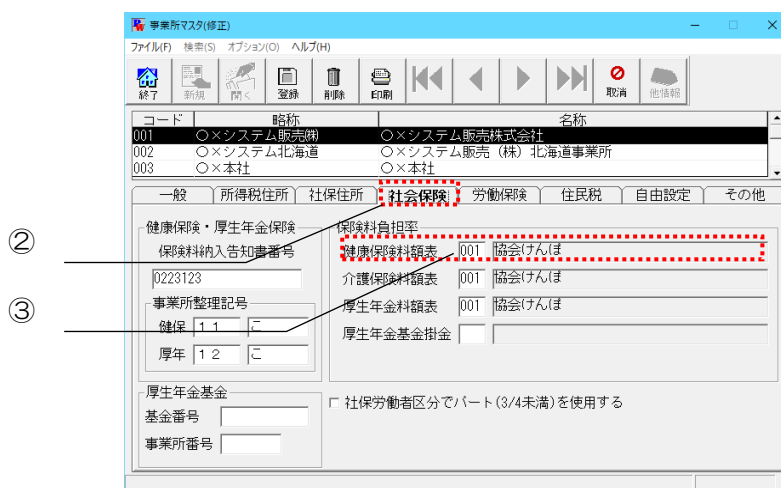 事業所マスタ(修正)
ファイル(F) 検索(S) オプション(O) ヘルプ(H)
終了 新規 開く 登録 削除 印刷 取消 他情報
コード 略称 名称
001 ○×システム販売㈱ ○×システム販売株式会社
002 ○×システム北海道 ○×システム販売（株）北海道事業所
003 ○×本社 ○×本社
一般 所得税住所 社保住所 社会保険 労働保険 住民税 自由設定 その他
健康保険・厚生年金保険
保険料納入告知書番号
0223123
事業所整理記号
健保 １１ こ
厚年 １２ こ
保険料負担率
健康保険料額表 001 協会けんぽ
介護保険料額表 001 協会けんぽ
厚生年金料額表 001 協会けんぽ
厚生年金基金掛金
厚生年金基金
基金番号
事業所番号
社保労働者区分でパート(3/4未満)を使用する
②
③